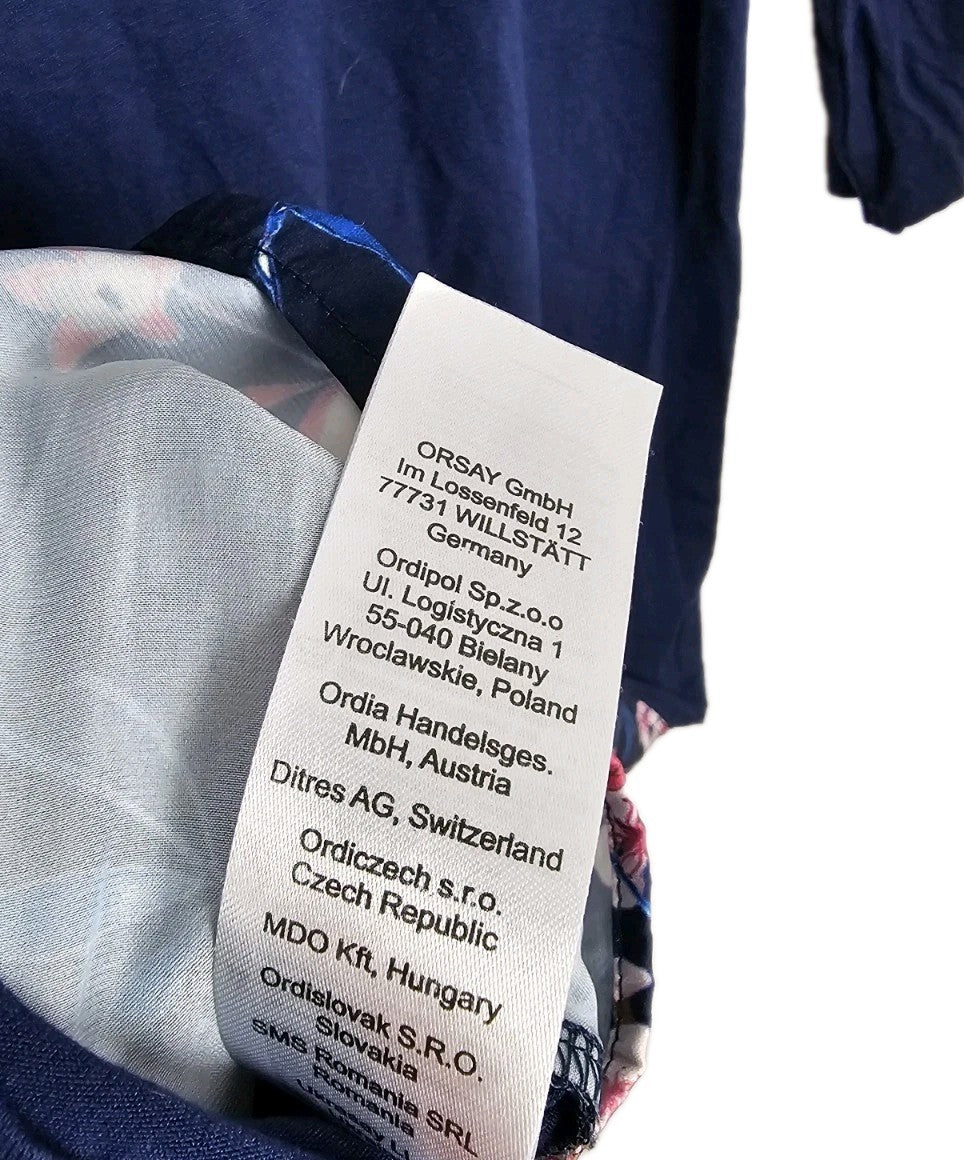 ORSAY GmbH
Im Lossenfeld 12
77731 WILLSTÄTT
Germany
Ordipol Sp.z.o.o
Ul. Logistyczna 1
55-040 Bielany
Wroclawskie, Poland
Ordia Handelsges.
MbH, Austria
Ditres AG, Switzerland
Ordiczech s.r.o.
Czech Republic
MDO Kft, Hungary
Ordislovak S.R.O.
Slovakia
SMS Romania SRL
Romania